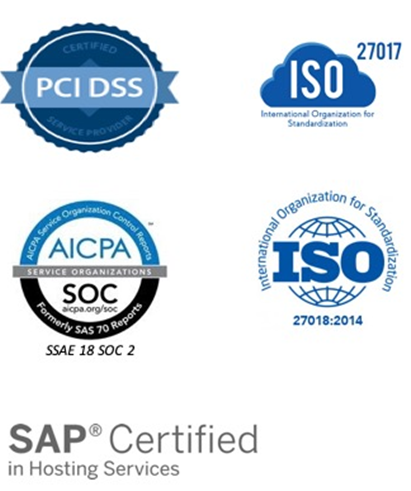 CERTIFIED
PCI DSS
SERVICE PROVIDER
27017
ISO
International Organization for
Standardization
AICPA Service Organization Control Reports
™
AICPA
SERVICE ORGANIZATIONS
SOC
aicpa.org/soc
Formerly SAS 70 Reports
SSAE 18 SOC 2
International Organization for Standardization
ISO
27018:2014
SAP® Certified
in Hosting Services